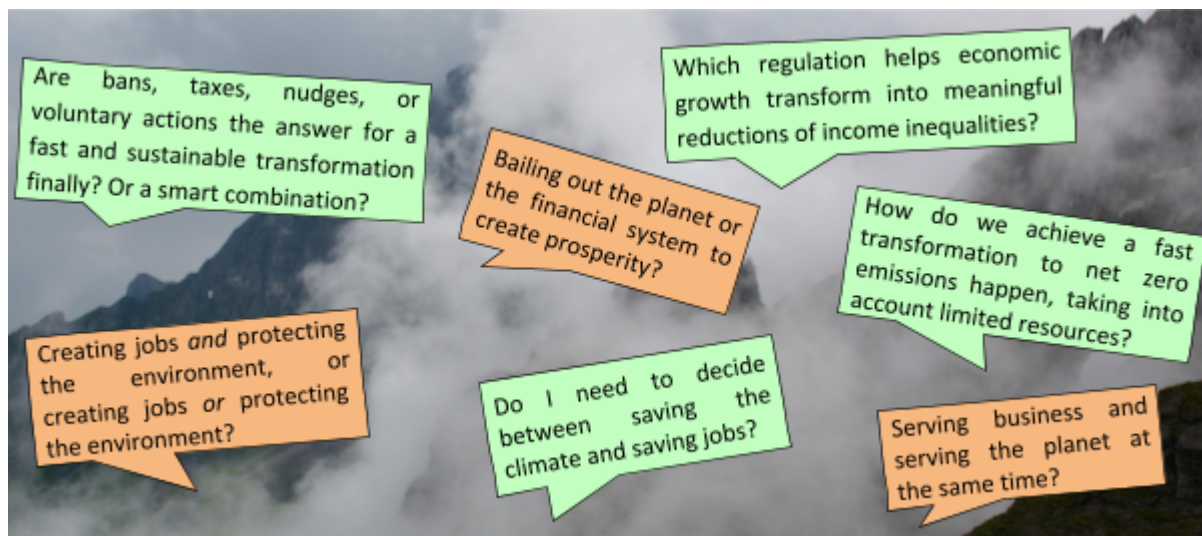 Are bans, taxes, nudges, or
voluntary actions the answer for a
fast and sustainable transformation
finally? Or a smart combination?
Which regulation helps economic
growth transform into meaningful
reductions of income inequalities?
Bailing out the planet or
the financial system to
create prosperity?
How do we achieve a fast
transformation to net zero
emissions happen, taking into
account limited resources?
Creating jobs and protecting
the environment, or
creating jobs or protecting
the environment?
Do I need to decide
between saving the
climate and saving jobs?
Serving business and
serving the planet at
the same time?